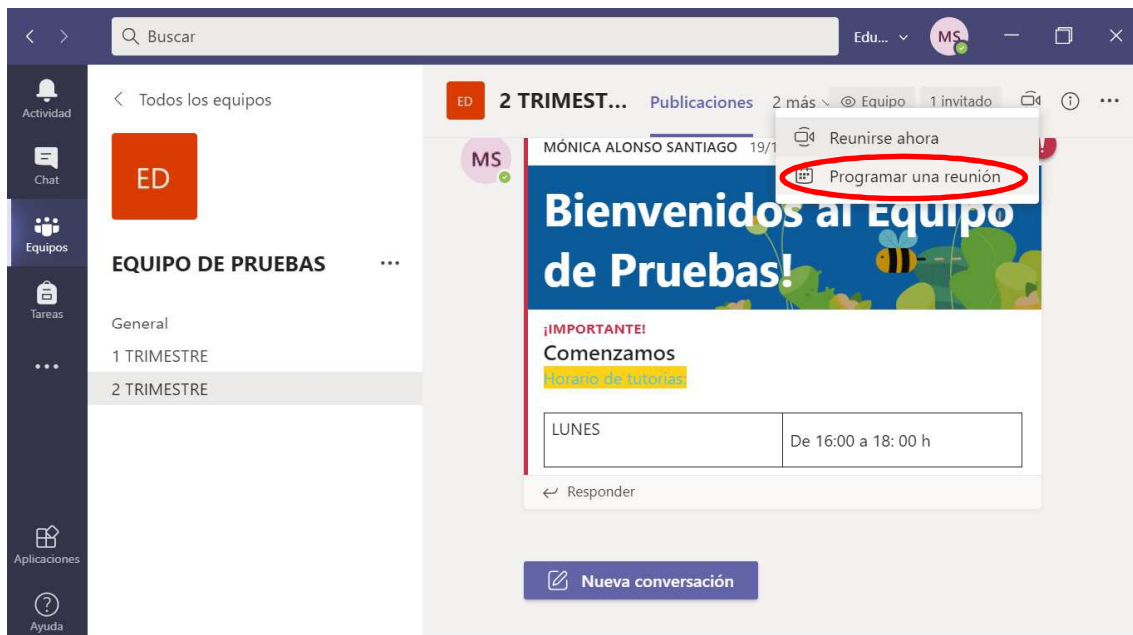 Buscar
Edu...
MS
Actividad
Chat
Equipos
Tareas
Aplicaciones
Ayuda
Todos los equipos
ED
EQUIPO DE PRUEBAS
General
1 TRIMESTRE
2 TRIMESTRE
ED 2 TRIMEST... Publicaciones 2 más Equipo 1 invitado
Reunirse ahora
Programar una reunión
MS
MÓNICA ALONSO SANTIAGO 19/1
Bienvenidos al Equipo
de Pruebas!
¡IMPORTANTE!
Comenzamos
Horario de tutorias:
LUNES
De 16:00 a 18: 00 h
Responder
Nueva conversación